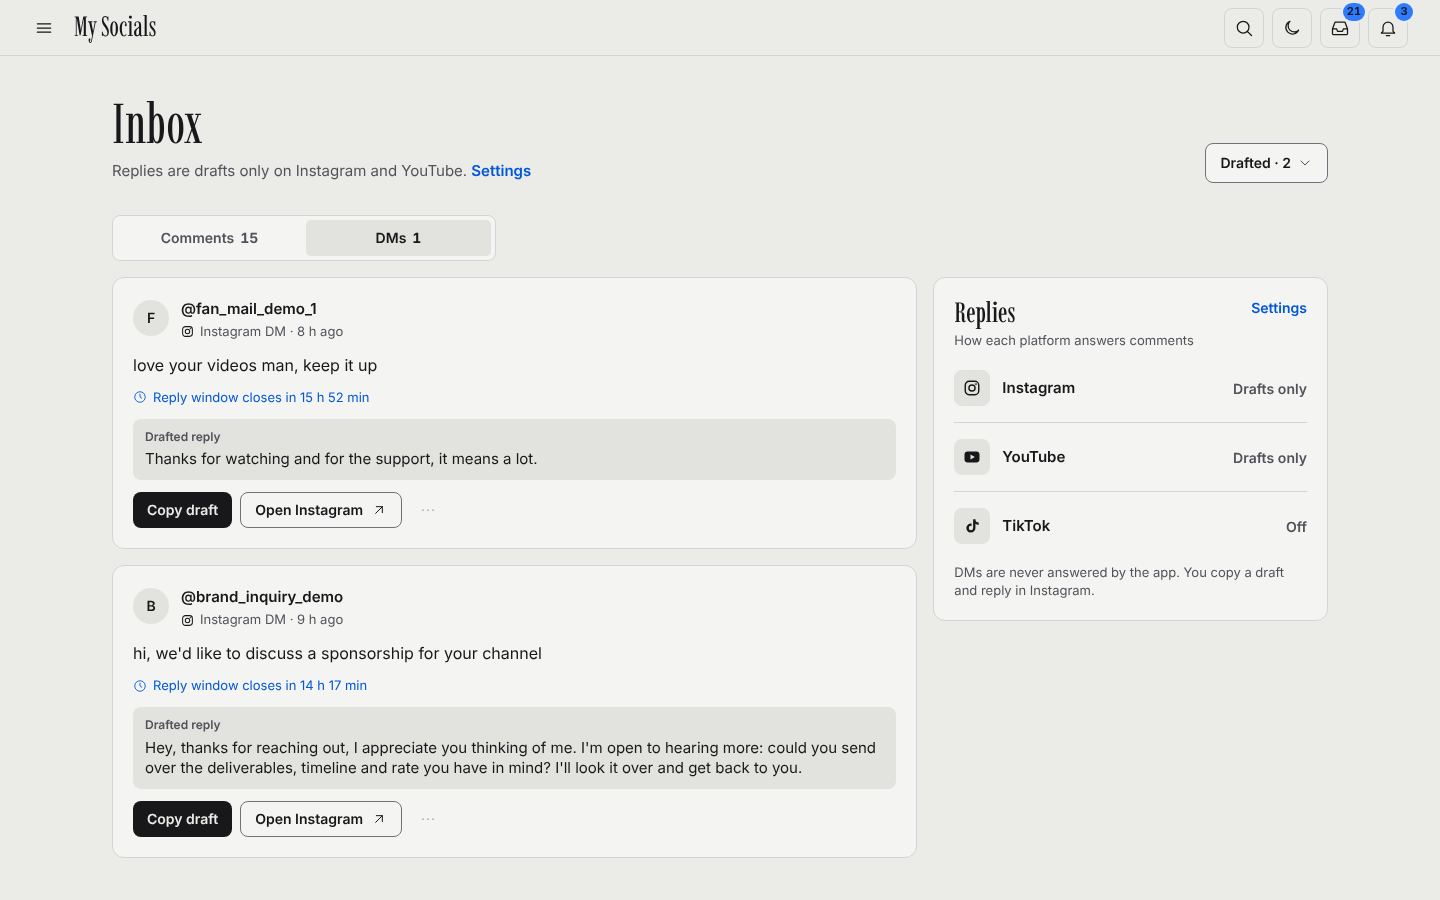 My Socials
21
3
Inbox
Replies are drafts only on Instagram and YouTube. Settings
Drafted · 2
Comments 15
DMs 1
F
@fan_mail_demo_1
Instagram DM · 8 h ago
love your videos man, keep it up
Reply window closes in 15 h 52 min
Drafted reply
Thanks for watching and for the support, it means a lot.
Copy draft
Open Instagram
B
@brand_inquiry_demo
Instagram DM · 9 h ago
hi, we'd like to discuss a sponsorship for your channel
Reply window closes in 14 h 17 min
Drafted reply
Hey, thanks for reaching out, I appreciate you thinking of me. I'm open to hearing more: could you send
over the deliverables, timeline and rate you have in mind? I'll look it over and get back to you.
Copy draft
Open Instagram
Replies
Settings
How each platform answers comments
Instagram
Drafts only
YouTube
Drafts only
TikTok
Off
DMs are never answered by the app. You copy a draft
and reply in Instagram.